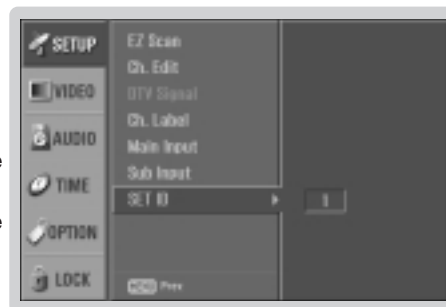 SETUP
VIDEO
AUDIO
TIME
OPTION
LOCK
EZ Scan
Ch. Edit
DTV Signal
Ch. Label
Main Input
Sub Input
SET ID
1
Prev
e
e